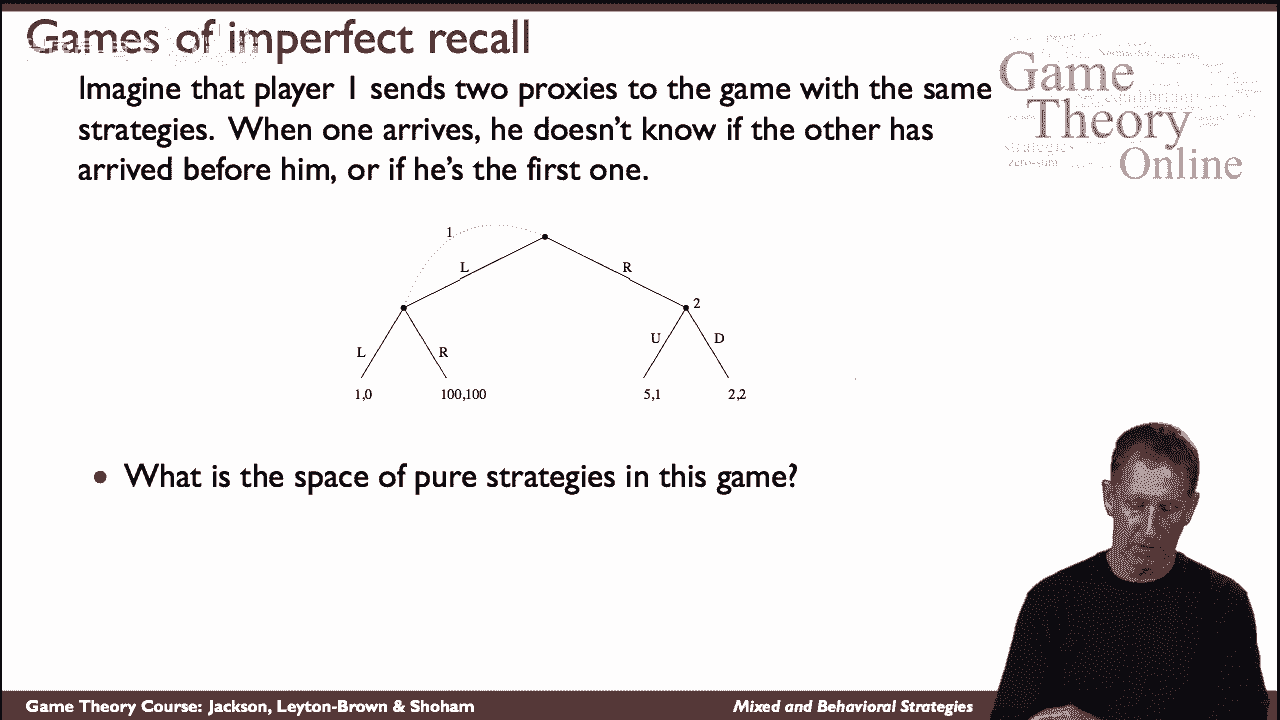 Games of imperfect recall
Imagine that player 1 sends two proxies to the game with the same
strategies. When one arrives, he doesn't know if the other has
arrived before him, or if he's the first one.
Game
Theory
Online
strategies
zero-sum
1
L
R
2
L
R
U
D
1,0
100,100
5,1
2,2
• What is the space of pure strategies in this game?
Game Theory Course: Jackson, Leyton-Brown & Shoham
Mixed and Behavioral Strategies